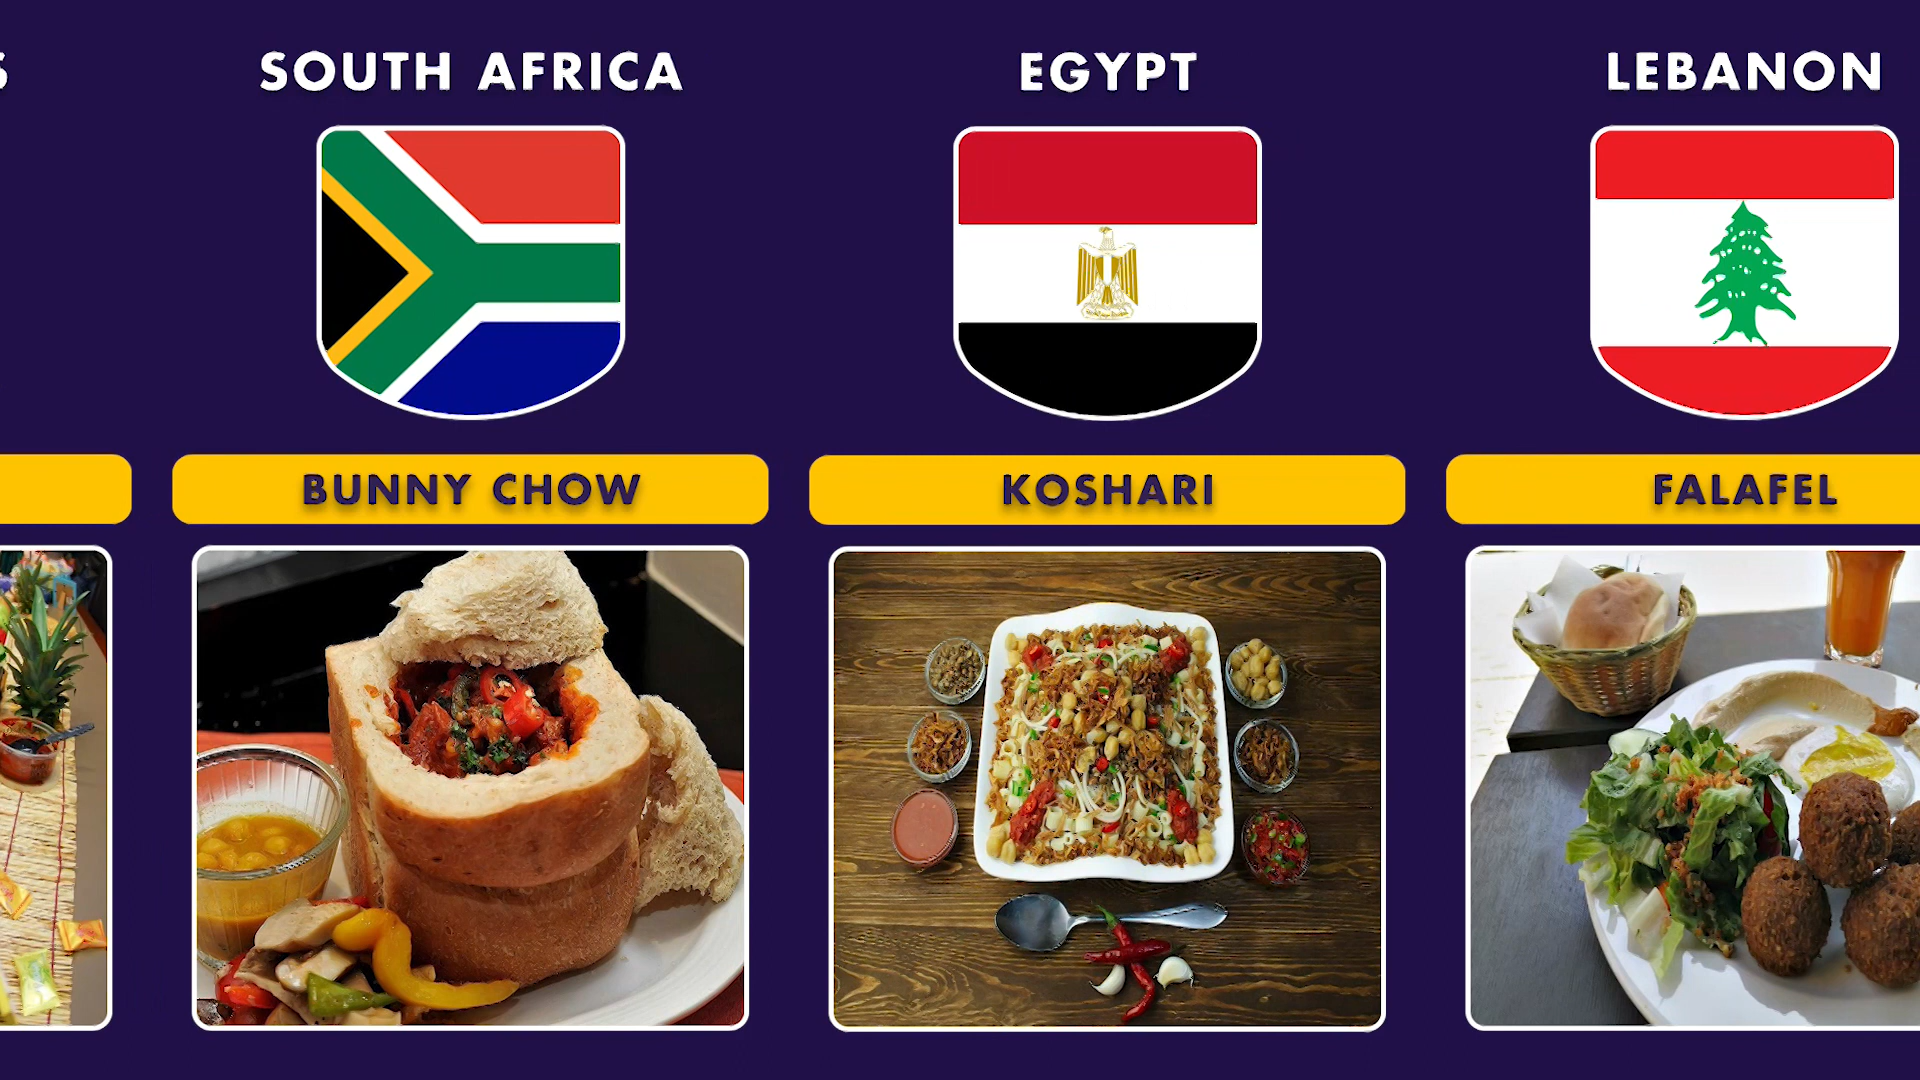 SOUTH AFRICA
EGYPT
LEBANON
BUNNY CHOW
KOSHARI
FALAFEL